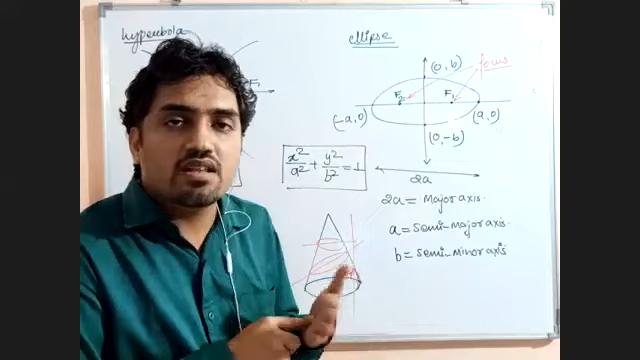 hyperbola
F1
ellipse
(0, b)
focus
F2
F1
(-a, 0)
(a, 0)
(0, -b)
x²/a² + y²/b² = 1
2a
2a = Major axis.
a = Semi-major axis.
b = Semi-minor axis